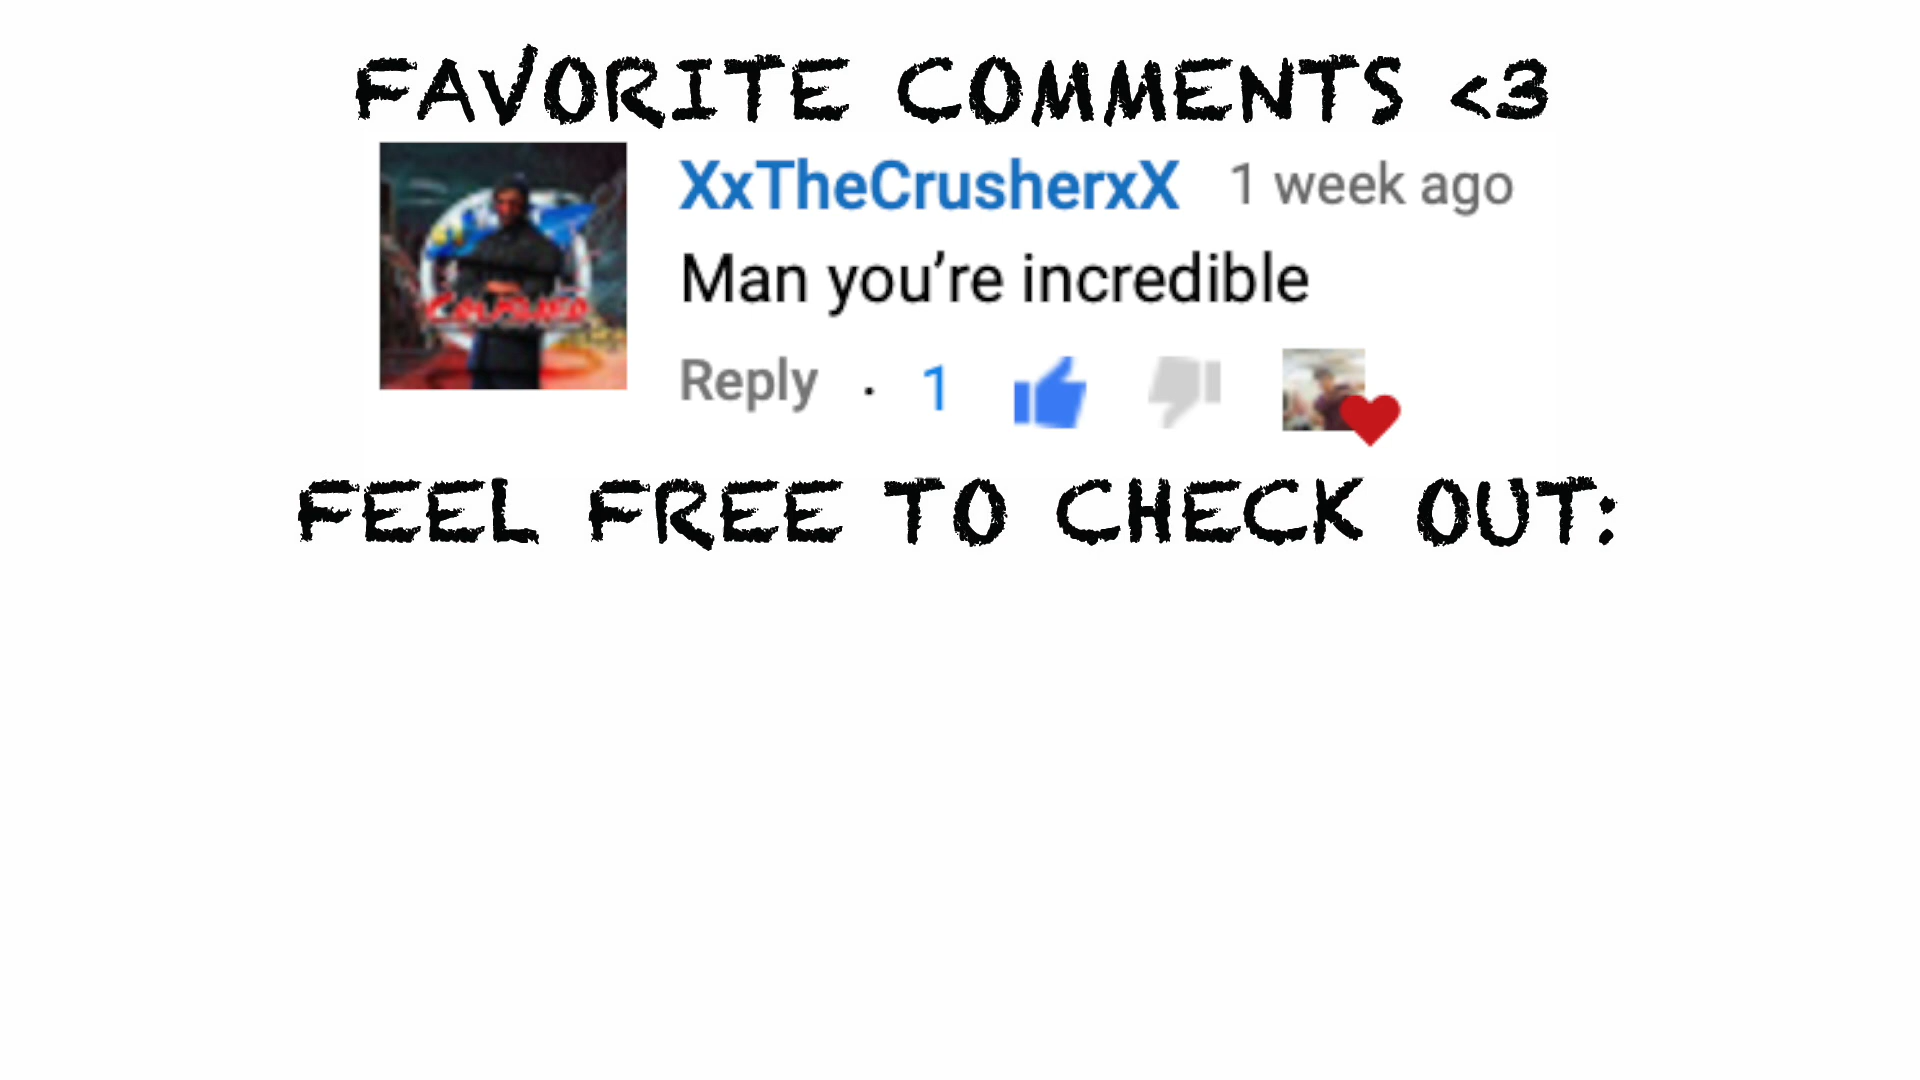 FAVORITE COMMENTS <3
XxTheCrusherxX 1 week ago
Man you’re incredible
Reply · 1
FEEL FREE TO CHECK OUT: